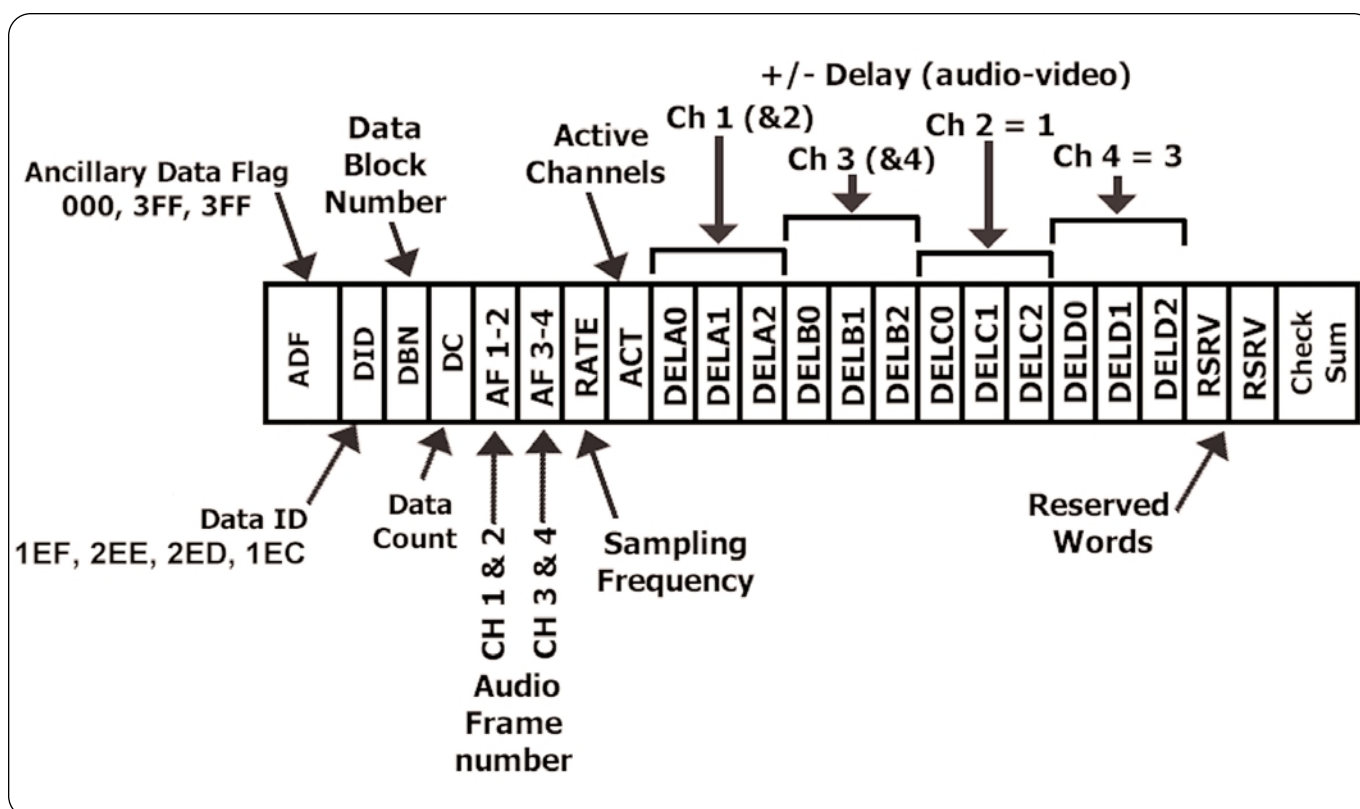 +/- Delay (audio-video)
Ch 1 (&2)
Ch 3 (&4)
Ch 2 = 1
Ch 4 = 3
Active
Channels
Data
Block
Number
Ancillary Data Flag
000, 3FF, 3FF
ADF
DID
DBN
DC
AF 1-2
AF 3-4
RATE
ACT
DELA0
DELA1
DELA2
DELB0
DELB1
DELB2
DELC0
DELC1
DELC2
DELD0
DELD1
DELD2
RSRV
RSRV
Check
Sum
Data ID
1EF, 2EE, 2ED, 1EC
Data
Count
CH 1 & 2
CH 3 & 4
Audio
Frame
number
Sampling
Frequency
Reserved
Words